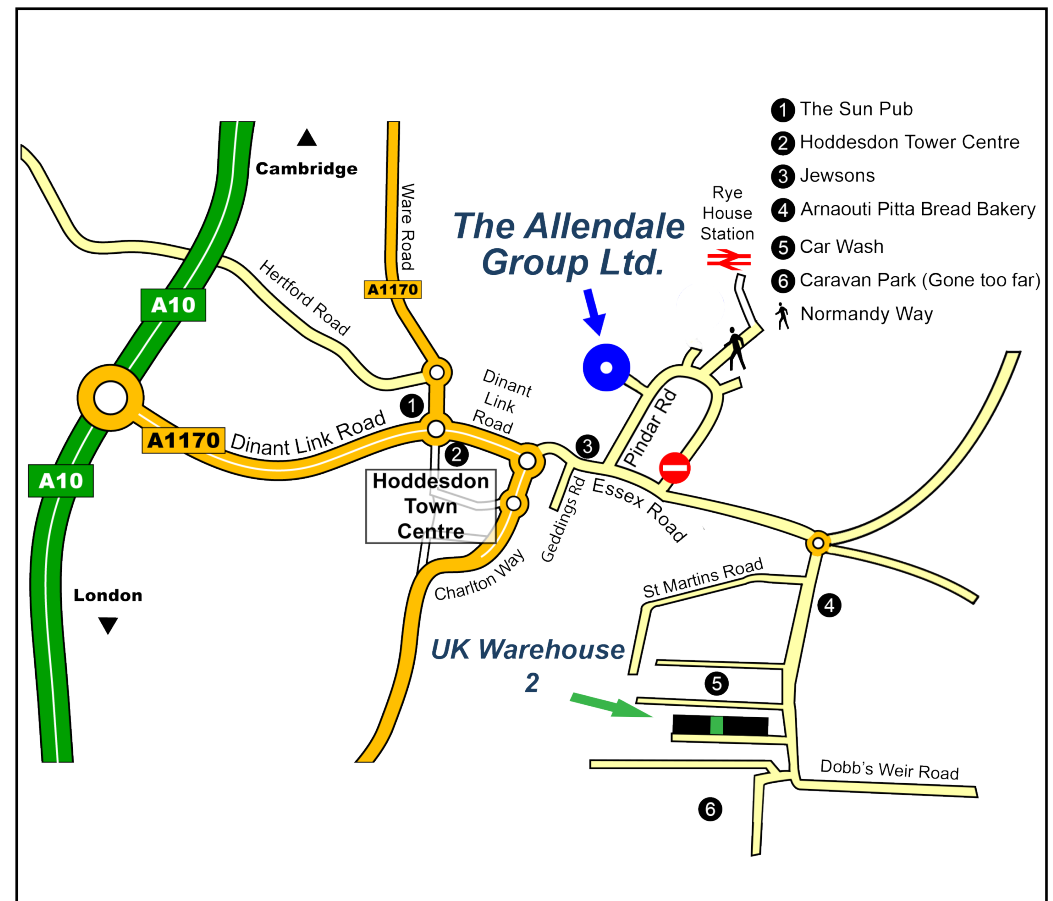 1 The Sun Pub
2 Hoddesdon Tower Centre
3 Jewsons
4 Arnaouti Pitta Bread Bakery
5 Car Wash
6 Caravan Park (Gone too far)
Normandy Way
Cambridge
Ware Road
Rye
House
Station
The Allendale
Group Ltd.
Hertford Road
A10
A1170
Dinant
Link
Road
1
A1170
Dinant Link Road
2
3
Pindar Rd
A10
Hoddesdon
Town
Centre
Geddings Rd
Essex Road
Charlton Way
St Martins Road
London
4
UK Warehouse
2
5
Dobb's Weir Road
6